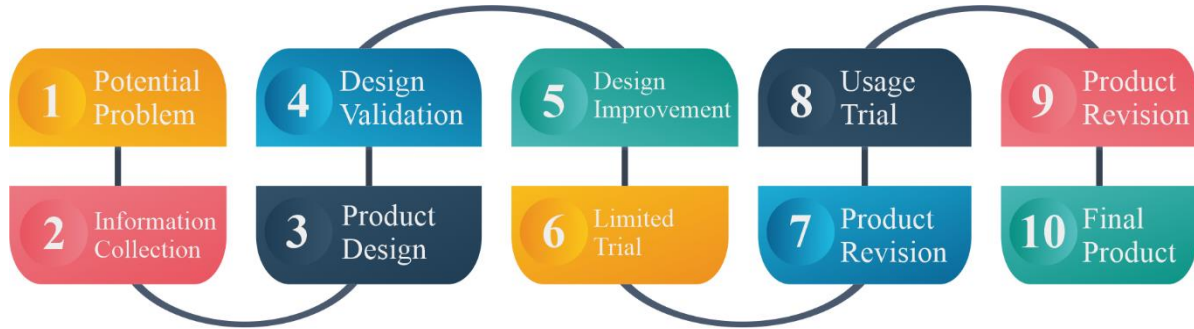 1
Potential
Problem
2
Information
Collection
3
Product
Design
4
Design
Validation
5
Design
Improvement
6
Limited
Trial
7
Product
Revision
8
Usage
Trial
9
Product
Revision
10
Final
Product